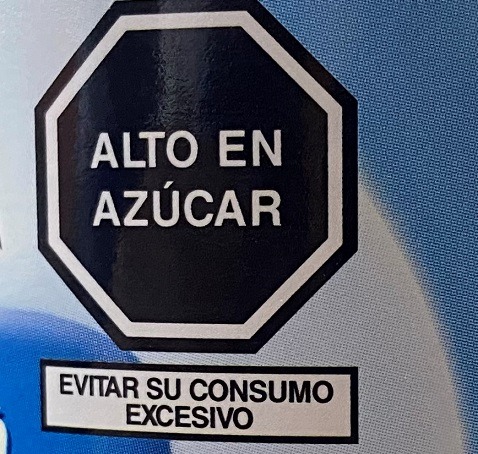 ALTO EN
AZÚCAR
EVITAR SU CONSUMO
EXCESIVO